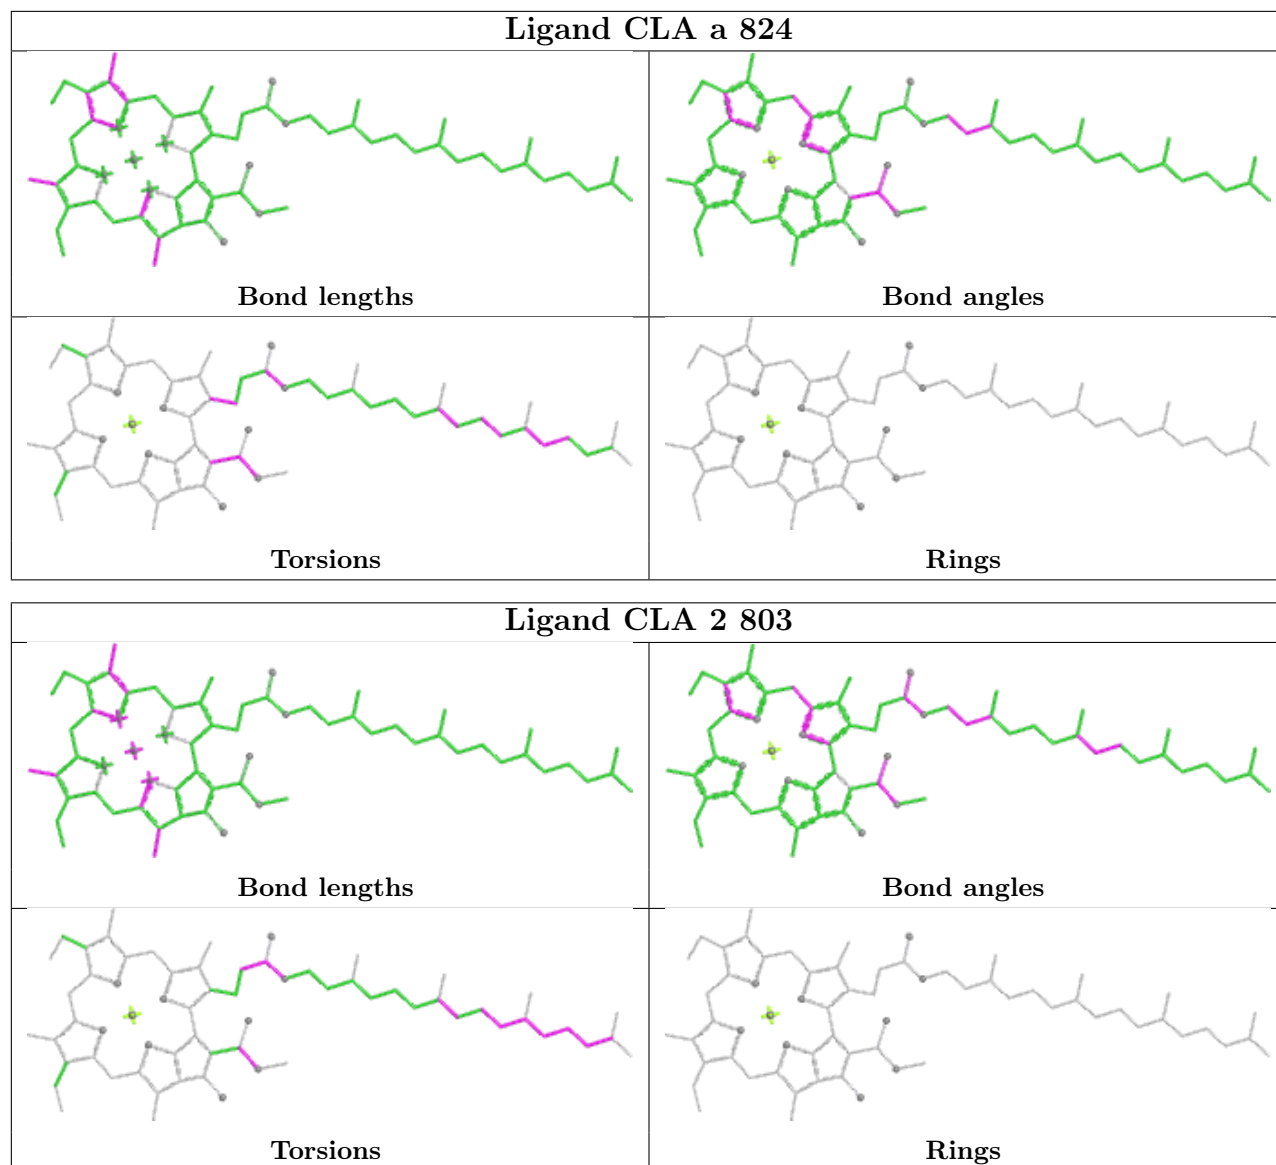 Ligand CLA a 824
Bond lengths
Bond angles
Torsions
Rings
Ligand CLA 2 803
Bond lengths
Bond angles
Torsions
Rings